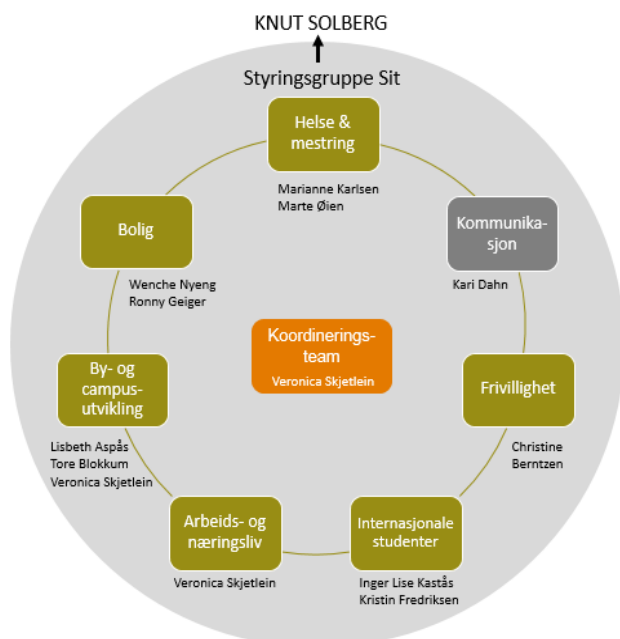 KNUT SOLBERG
Styringsgruppe Sit
Helse &
mestring
Marianne Karlsen
Marte Øien
Kommunika-
sjon
Kari Dahn
Bolig
Wenche Nyeng
Ronny Geiger
Koordinerings-
team
Veronica Skjetlein
By- og
campus-
utvikling
Lisbeth Aspås
Tore Blokkum
Veronica Skjetlein
Frivillighet
Christine
Berntzen
Arbeids- og
næringsliv
Veronica Skjetlein
Internasjonale
studenter
Inger Lise Kastås
Kristin Fredriksen